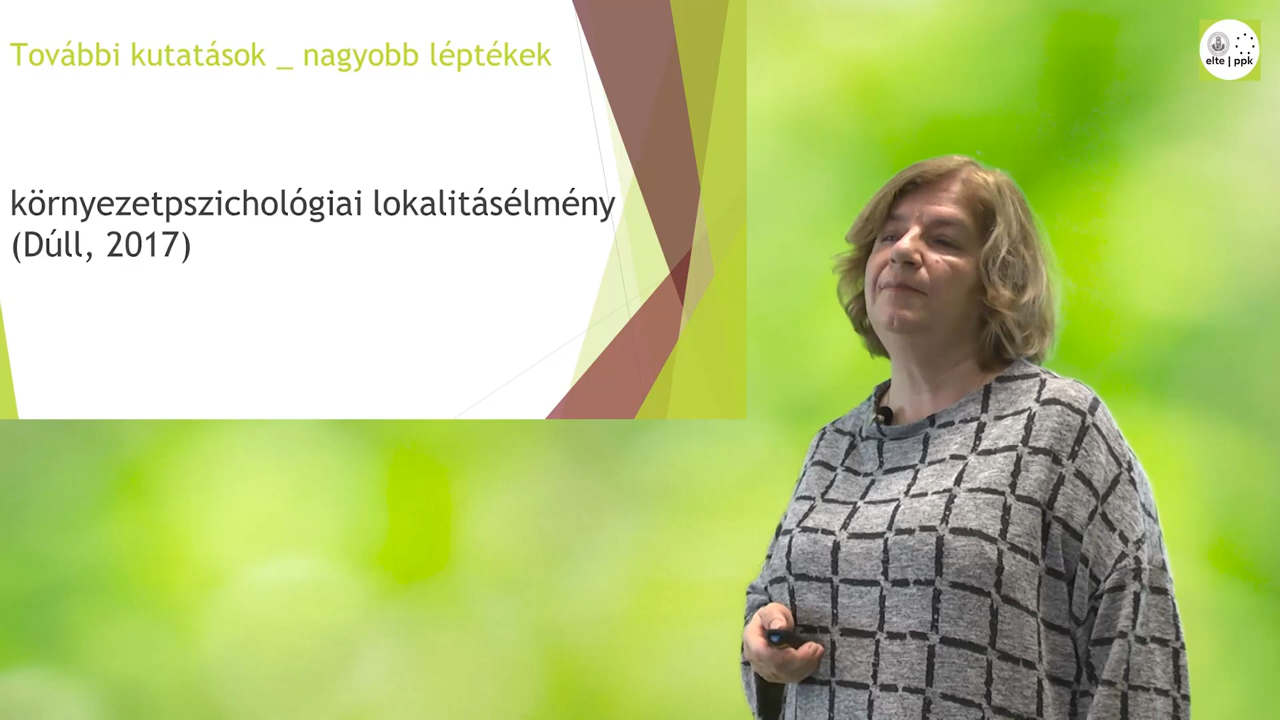 További kutatások _ nagyobb léptékek
környezetpszichológiai lokalitásélmény
(Dúll, 2017)
elte | ppk